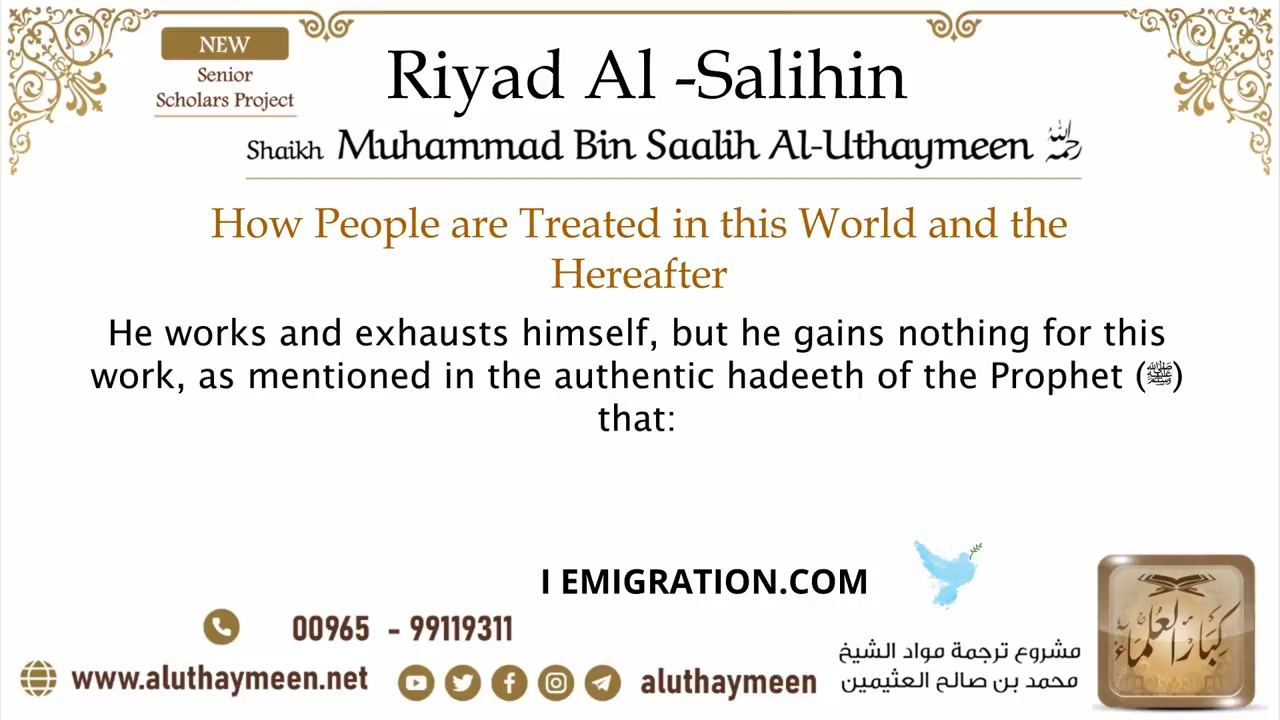 NEW
Senior
Scholars Project
Riyad Al -Salihin
Shaikh Muhammad Bin Saalih Al-Uthaymeen رحمه الله
How People are Treated in this World and the
Hereafter
He works and exhausts himself, but he gains nothing for this
work, as mentioned in the authentic hadeeth of the Prophet (ﷺ)
that:
I EMIGRATION.COM
00965 - 99119311
www.aluthaymeen.net
aluthaymeen
مشروع ترجمة مواد الشيخ
محمد بن صالح العثيمين
كبار العلماء